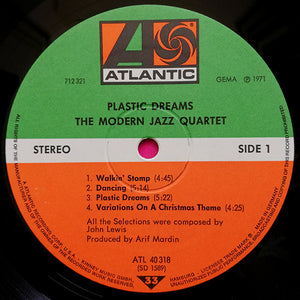 ATLANTIC
712 321
GEMA ℗ 1971
PLASTIC DREAMS
THE MODERN JAZZ QUARTET
STEREO
SIDE 1
1. Walkin' Stomp (4:45)
2. Dancing (5:14)
3. Plastic Dreams (5:22)
4. Variations On A Christmas Theme (4:25)
All the Selections were composed by
John Lewis
Produced by Arif Mardin
ATL 40318
(SD 1589)
33